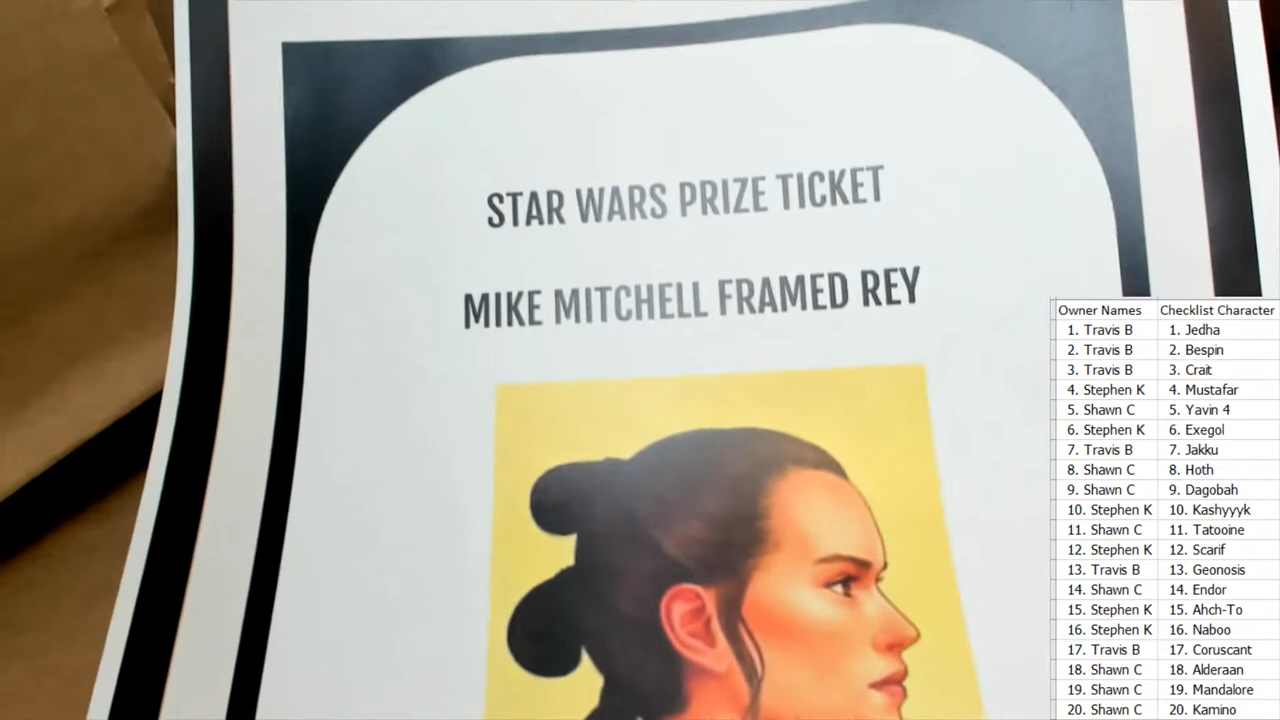 STAR WARS PRIZE TICKET
MIKE MITCHELL FRAMED REY
Owner Names Checklist Character
1. Travis B 1. Jedha
2. Travis B 2. Bespin
3. Travis B 3. Crait
4. Stephen K 4. Mustafar
5. Shawn C 5. Yavin 4
6. Stephen K 6. Exegol
7. Travis B 7. Jakku
8. Shawn C 8. Hoth
9. Shawn C 9. Dagobah
10. Stephen K 10. Kashyyyk
11. Shawn C 11. Tatooine
12. Stephen K 12. Scarif
13. Travis B 13. Geonosis
14. Shawn C 14. Endor
15. Stephen K 15. Ahch-To
16. Stephen K 16. Naboo
17. Travis B 17. Coruscant
18. Shawn C 18. Alderaan
19. Shawn C 19. Mandalore
20. Shawn C 20. Kamino